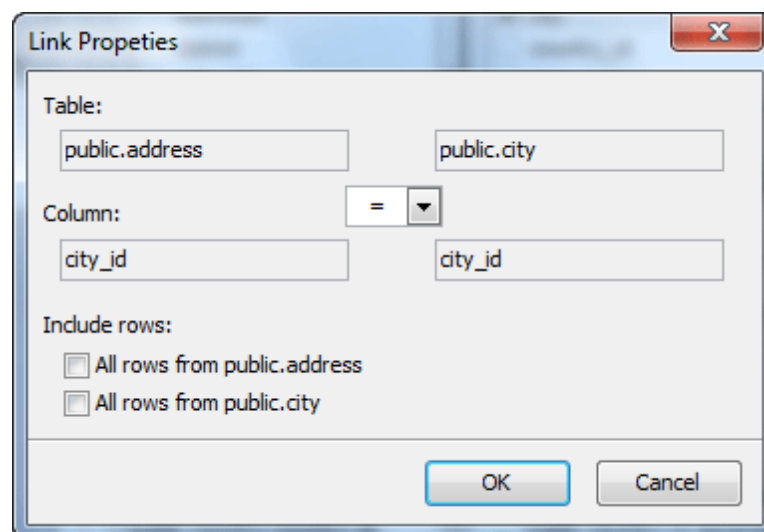 Link Propeties
Table:
public.address public.city
Column: =
city_id city_id
Include rows:
All rows from public.address
All rows from public.city
OK Cancel